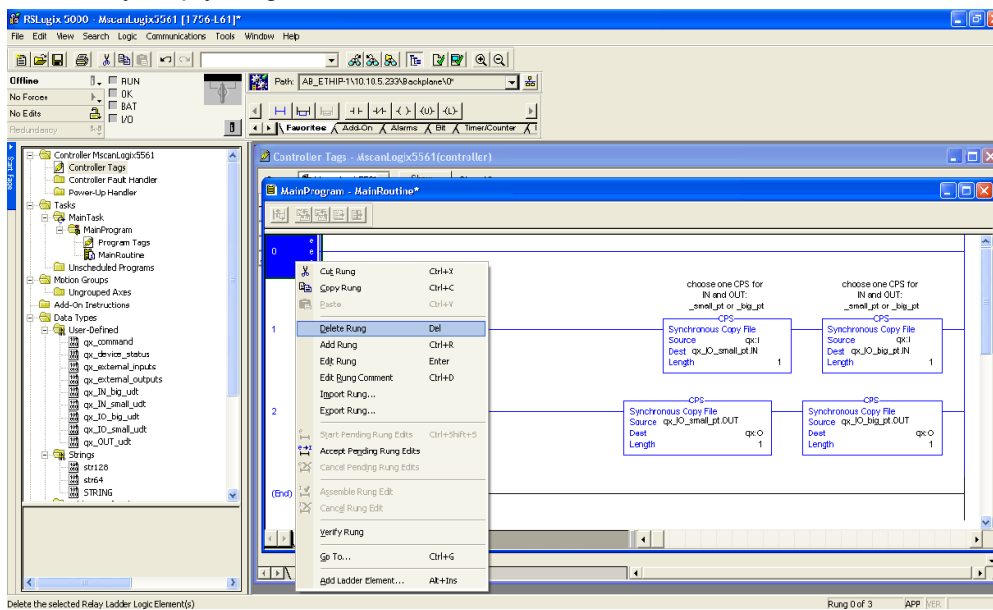 RSLogix 5000 - MscanLogix5561 [1756-L61]*
File Edit View Search Logic Communications Tools Window Help
Offline
RUN
No Forces
OK
No Edits
BAT
Redundancy
I/O
Path: AB_ETHIP-1\10.10.5.233\Backplane\0*
Favorites Add-On Alarms Bit Timer/Counter
Start Page
Controller MscanLogix5561
Controller Tags
Controller Fault Handler
Power-Up Handler
Tasks
MainTask
MainProgram
Program Tags
MainRoutine
Unscheduled Programs
Motion Groups
Ungrouped Axes
Add-On Instructions
Data Types
User-Defined
qx_command
qx_device_status
qx_external_inputs
qx_external_outputs
qx_IN_big_udt
qx_IN_small_udt
qx_IO_big_udt
qx_IO_small_udt
qx_OUT_udt
Strings
str128
str64
STRING
Controller Tags - MscanLogix5561(controller)
MainProgram - MainRoutine*
0
e
e
1
2
(End)
Cut Rung Ctrl+X
Copy Rung Ctrl+C
Paste Ctrl+V
Delete Rung Del
Add Rung Ctrl+R
Edit Rung Enter
Edit Rung Comment Ctrl+D
Import Rung...
Export Rung...
Start Pending Rung Edits Ctrl+Shift+S
Accept Pending Rung Edits
Cancel Pending Rung Edits
Assemble Rung Edit
Cancel Rung Edit
Verify Rung
Go To... Ctrl+G
Add Ladder Element... Alt+Ins
choose one CPS for
IN and OUT:
_small_pt or _big_pt
CPS
Synchronous Copy File
Source qx:I
Dest qx_IO_small_pt.IN
Length 1
choose one CPS for
IN and OUT:
_small_pt or _big_pt
CPS
Synchronous Copy File
Source qx:I
Dest qx_IO_big_pt.IN
Length 1
CPS
Synchronous Copy File
Source qx_IO_small_pt.OUT
Dest qx:O
Length 1
CPS
Synchronous Copy File
Source qx_IO_big_pt.OUT
Dest qx:O
Length 1
Delete the selected Relay Ladder Logic Element(s)
Rung 0 of 3 APP VER